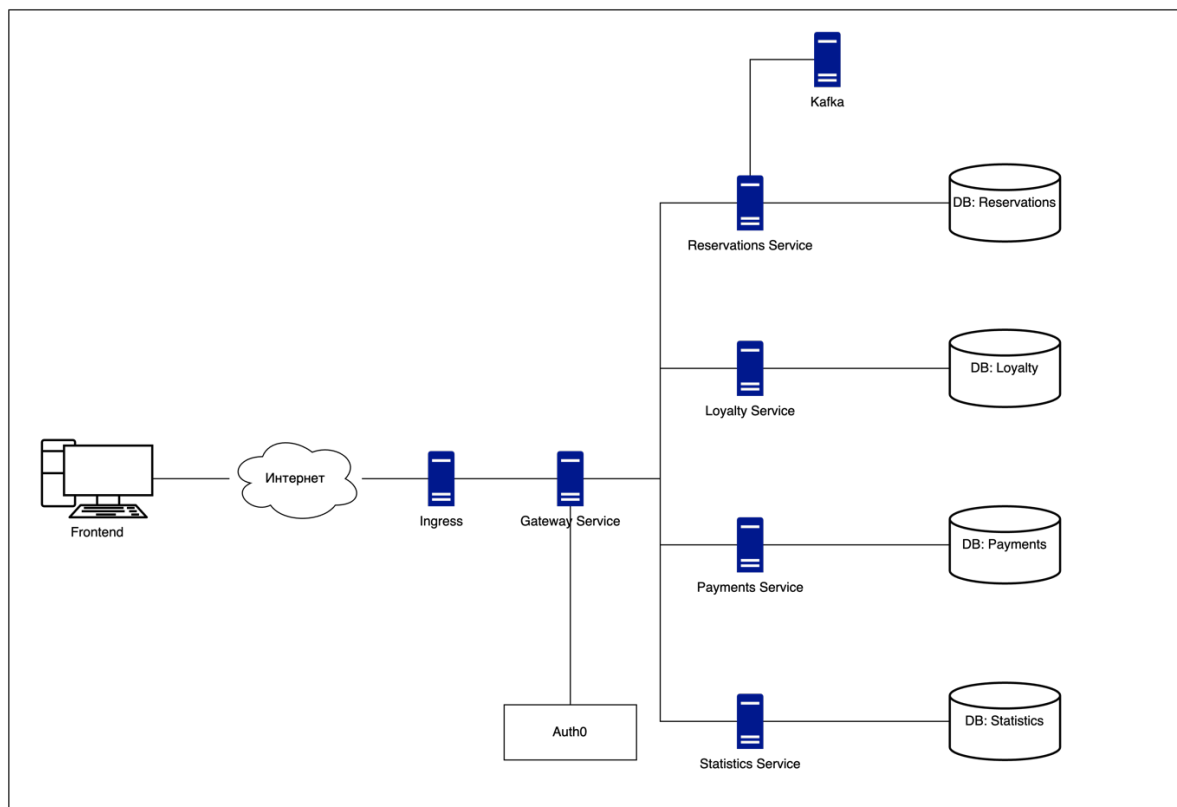 Kafka
DB: Reservations
Reservations Service
DB: Loyalty
Loyalty Service
Интернет
Frontend
Ingress
Gateway Service
DB: Payments
Payments Service
Auth0
DB: Statistics
Statistics Service